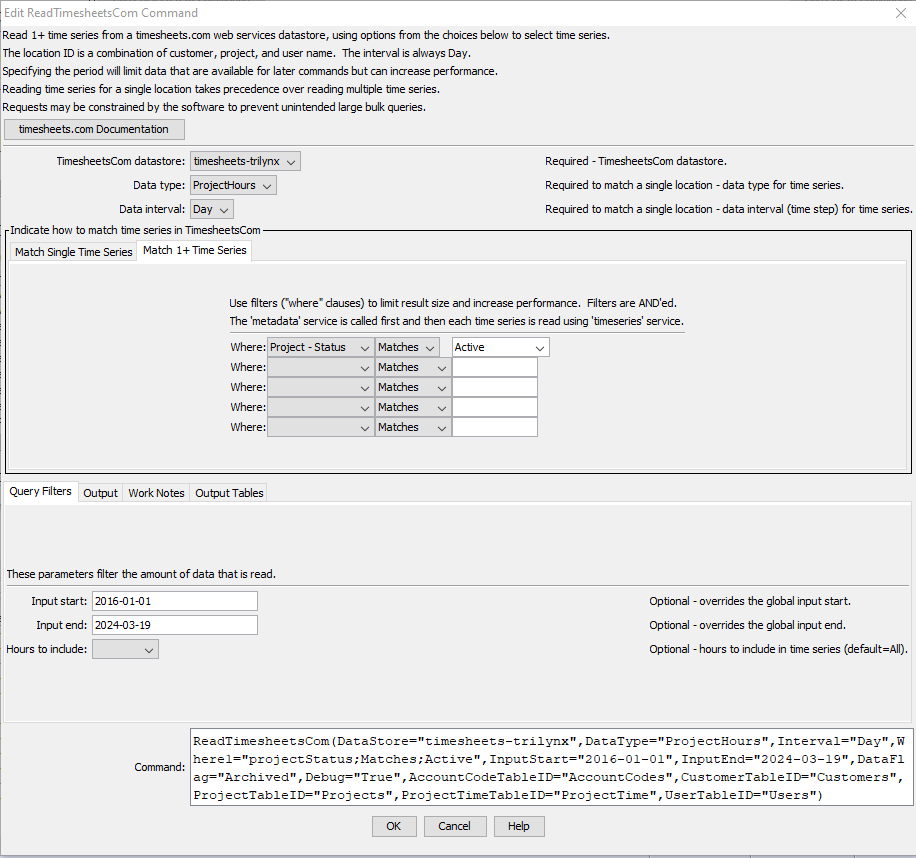 Edit ReadTimesheetsCom Command
Read 1+ time series from a timesheets.com web services datastore, using options from the choices below to select time series.
The location ID is a combination of customer, project, and user name.  The interval is always Day.
Specifying the period will limit data that are available for later commands but can increase performance.
Reading time series for a single location takes precedence over reading multiple time series.
Requests may be constrained by the software to prevent unintended large bulk queries.
timesheets.com Documentation
TimesheetsCom datastore: timesheets-trilynx Required - TimesheetsCom datastore.
Data type: ProjectHours Required to match a single location - data type for time series.
Data interval: Day Required to match a single location - data interval (time step) for time series.
Indicate how to match time series in TimesheetsCom
Match Single Time Series Match 1+ Time Series
Use filters ("where" clauses) to limit result size and increase performance.  Filters are AND'ed.
The 'metadata' service is called first and then each time series is read using 'timeseries' service.
Where: Project - Status Matches Active
Where: Matches
Where: Matches
Where: Matches
Where: Matches
Query Filters Output Work Notes Output Tables
These parameters filter the amount of data that is read.
Input start: 2016-01-01 Optional - overrides the global input start.
Input end: 2024-03-19 Optional - overrides the global input end.
Hours to include: Optional - hours to include in time series (default=All).
Command: ReadTimesheetsCom(DataStore="timesheets-trilynx",DataType="ProjectHours",Interval="Day",W
here1="projectStatus;Matches;Active",InputStart="2016-01-01",InputEnd="2024-03-19",DataFl
ag="Archived",Debug="True",AccountCodeTableID="AccountCodes",CustomerTableID="Customers",
ProjectTableID="Projects",ProjectTimeTableID="ProjectTime",UserTableID="Users")
OK Cancel Help